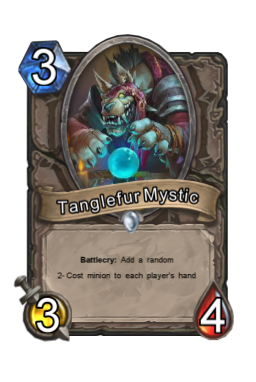 3
Tanglefur Mystic
Battlecry: Add a random
2-Cost minion to each player's hand
3
4